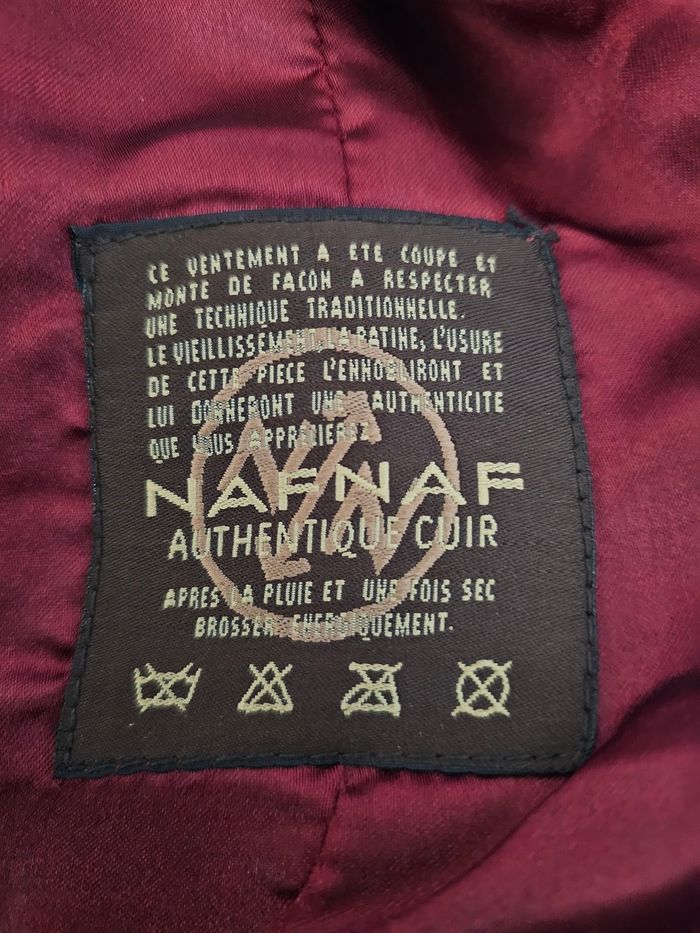 CE VENTEMENT A ETE COUPE ET
MONTE DE FAÇON A RESPECTER
UNE TECHNIQUE TRADITIONNELLE.
LE VIEILLISSEMENT, LA PATINE, L'USURE
DE CETTE PIECE L'ENNOBLIRONT ET
LUI DONNERONT UNE AUTHENTICITE
QUE VOUS APPRECIEREZ
NAFNAF
AUTHENTIQUE CUIR
APRES LA PLUIE ET UNE FOIS SEC
BROSSER ENERGIQUEMENT.